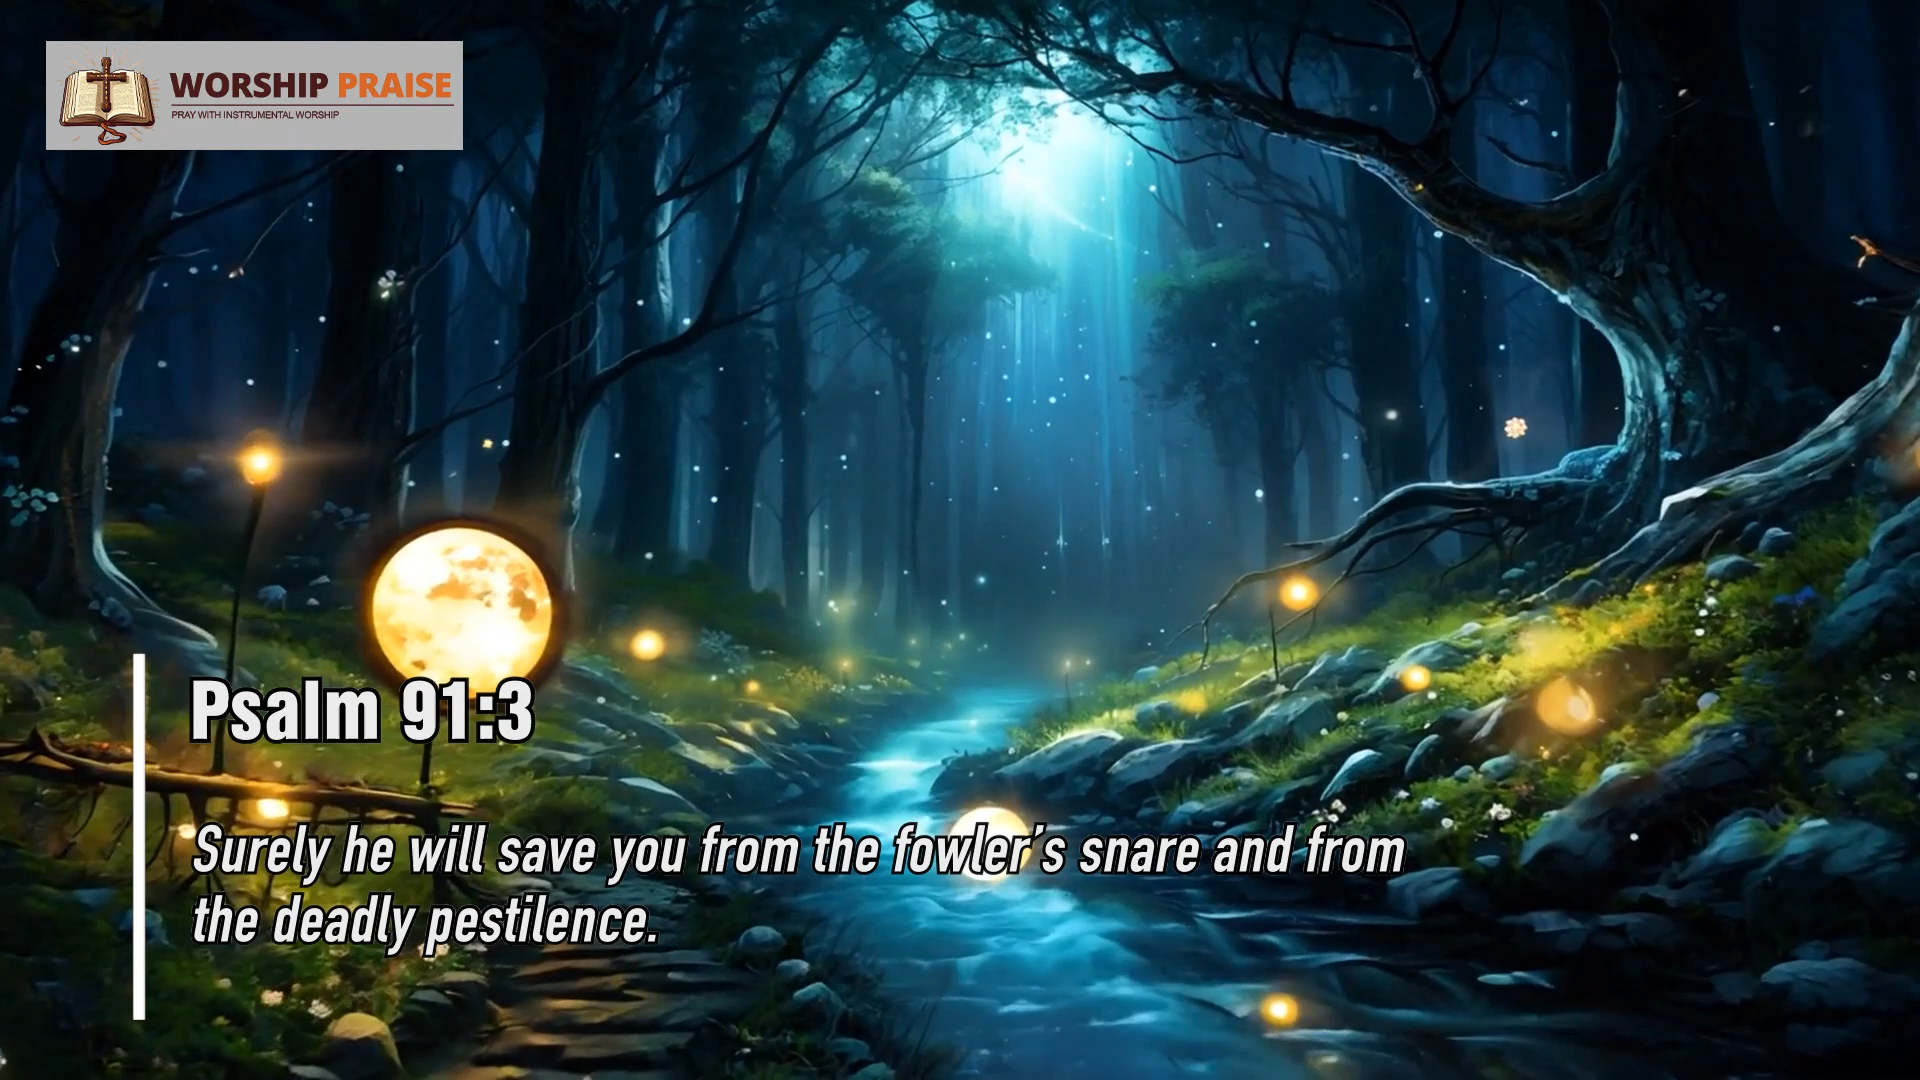 WORSHIP PRAISE
PRAY WITH INSTRUMENTAL WORSHIP
Psalm 91:3
Surely he will save you from the fowler's snare and from
the deadly pestilence.